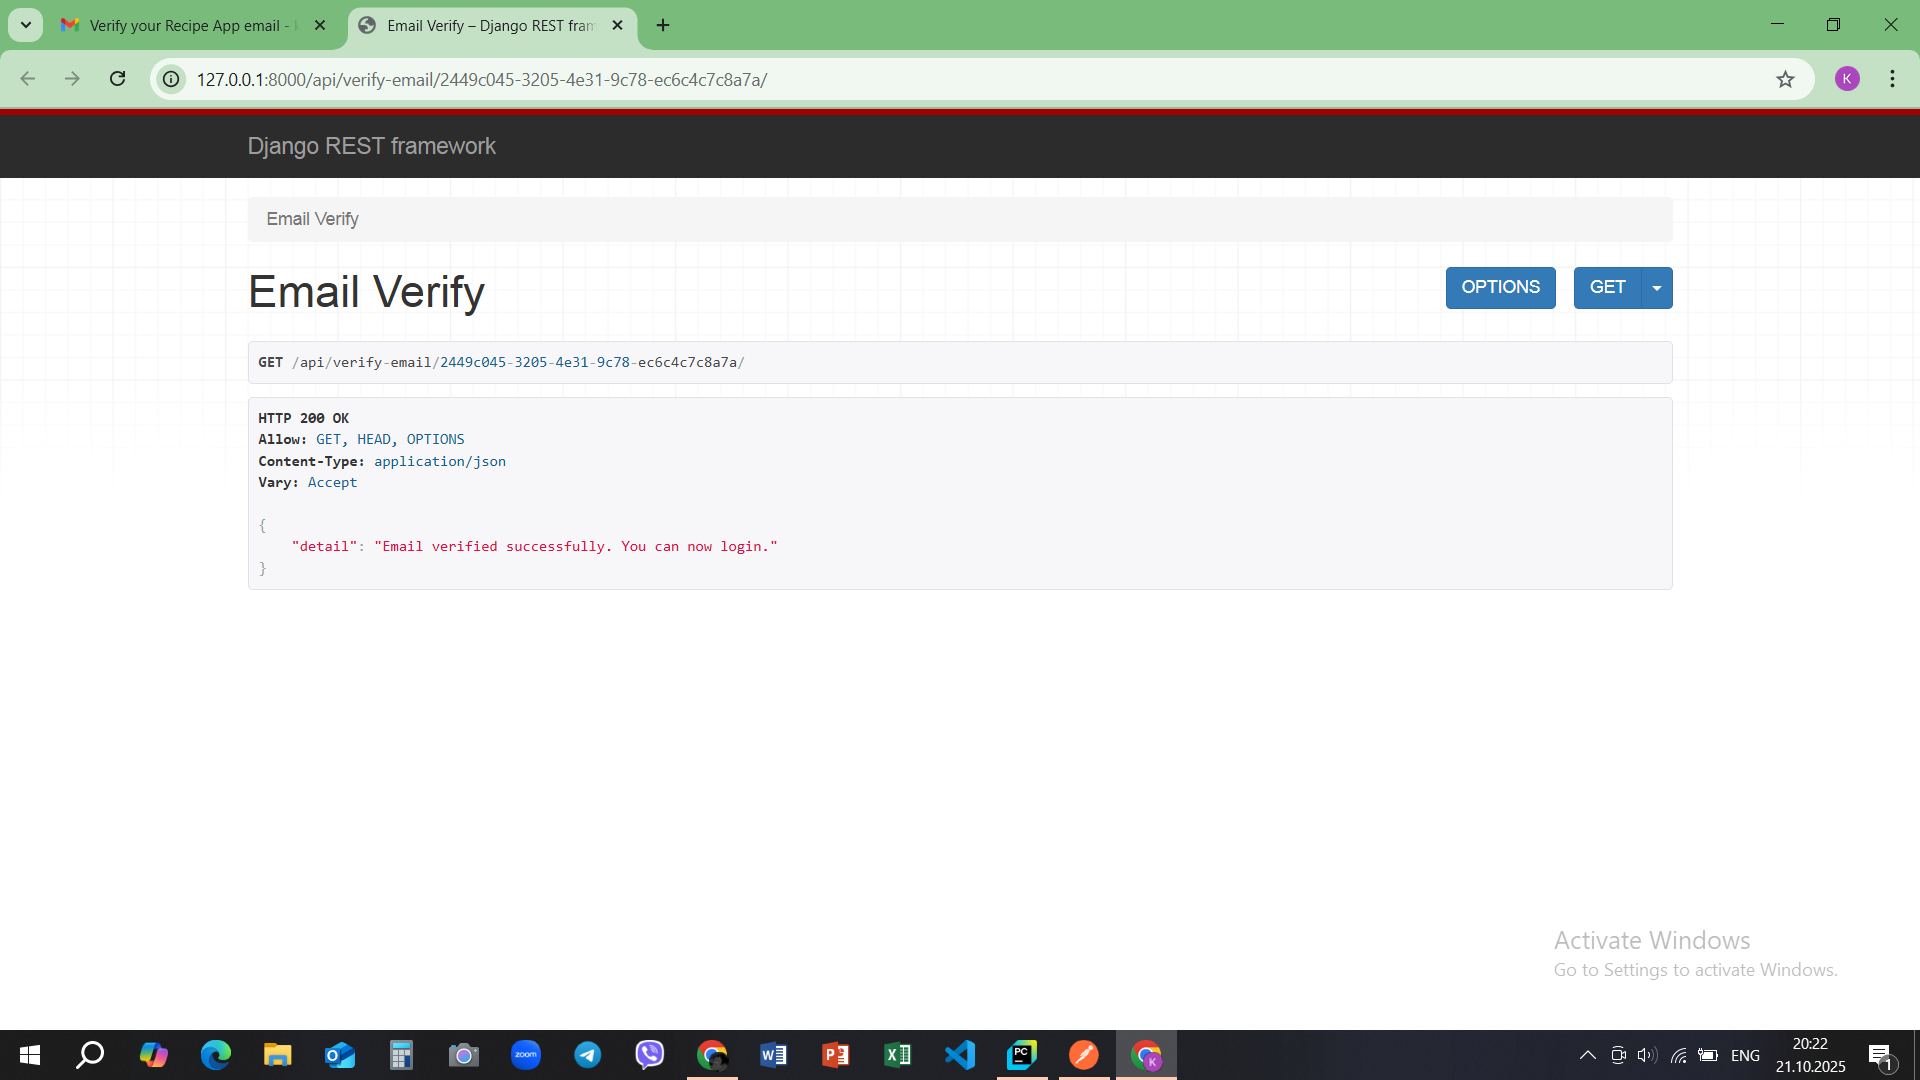 Verify your Recipe App email -
Email Verify – Django REST fram
127.0.0.1:8000/api/verify-email/2449c045-3205-4e31-9c78-ec6c4c7c8a7a/
K
Django REST framework
Email Verify
Email Verify
OPTIONS
GET
GET /api/verify-email/2449c045-3205-4e31-9c78-ec6c4c7c8a7a/
HTTP 200 OK
Allow: GET, HEAD, OPTIONS
Content-Type: application/json
Vary: Accept
{
"detail": "Email verified successfully. You can now login."
}
Activate Windows
Go to Settings to activate Windows.
zoom
PC
K
ENG
20:22
21.10.2025
1